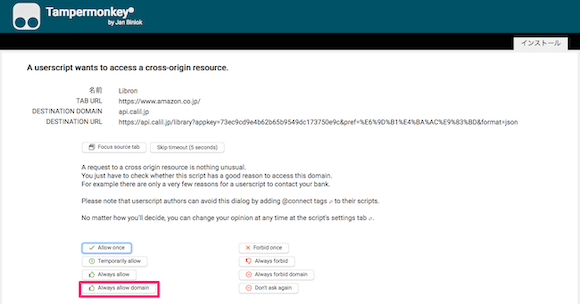 Tampermonkey®
by Jan Biniok
インストール
A userscript wants to access a cross-origin resource.
名前 Libron
TAB URL https://www.amazon.co.jp/
DESTINATION DOMAIN api.calil.jp
DESTINATION URL https://api.calil.jp/library?appkey=73ec9cd9e4b62b65b9549dc173750e9c&pref=%E6%9D%B1%E4%BA%AC%E9%83%BD&format=json
Focus source tab Skip timeout (5 seconds)
A request to a cross origin resource is nothing unusual.
You just have to check whether this script has a good reason to access this domain.
For example there are only a very few reasons for a userscript to contact your bank.
Please note that userscript authors can avoid this dialog by adding @connect tags to their scripts.
No matter how you'll decide, you can change your opinion at any time at the script's settings tab .
Allow once Forbid once
Temporarily allow Always forbid
Always allow Always forbid domain
Always allow domain Don't ask again